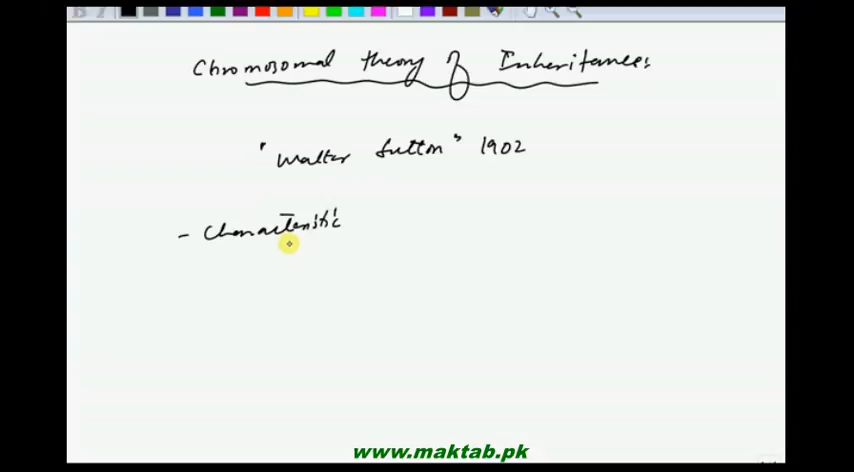 Chromosomal theory of Inheritance:
"Walter Sutton" 1902
- Characteristic
www.maktab.pk